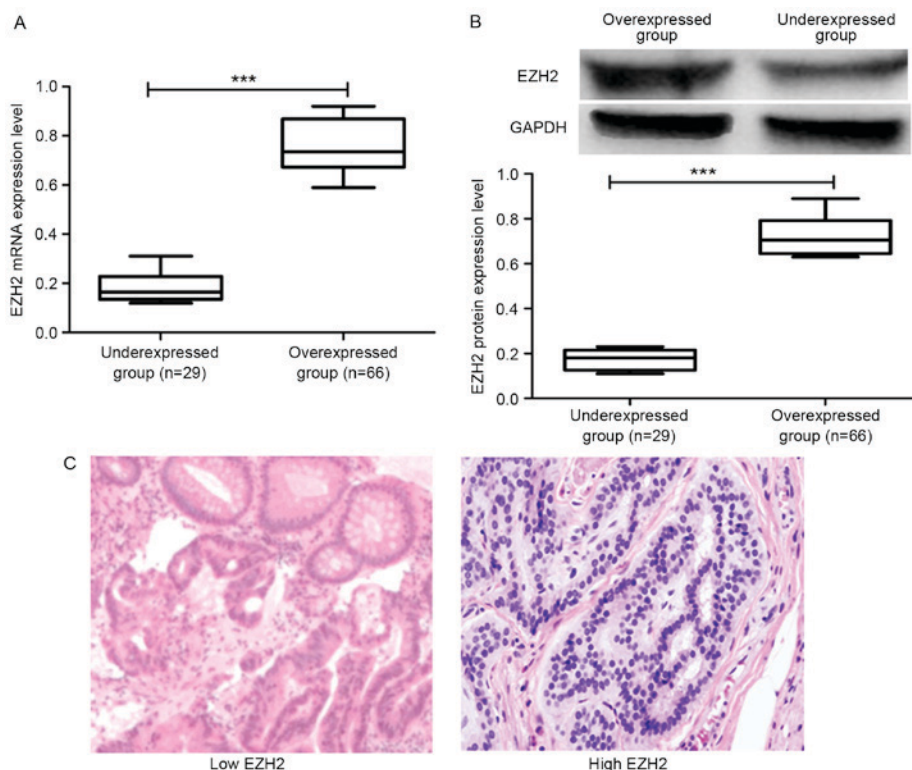 A
***
EZH2 mRNA expression level
1.0
0.8
0.6
0.4
0.2
0.0
Underexpressed
group (n=29)
Overexpressed
group (n=66)
B
Overexpressed
group
Underexpressed
group
EZH2
GAPDH
***
EZH2 protein expression level
1.0
0.8
0.6
0.4
0.2
0.0
Underexpressed
group (n=29)
Overexpressed
group (n=66)
C
Low EZH2
High EZH2